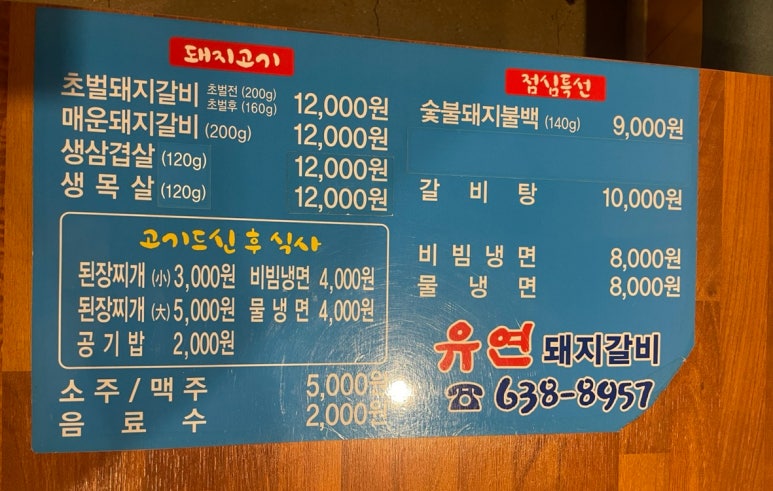 돼지고기
초벌돼지갈비 초벌전 (200g) 초벌후 (160g) 12,000원
매운돼지갈비 (200g) 12,000원
생삼겹살 (120g) 12,000원
생목살 (120g) 12,000원
고기드신 후 식사
된장찌개 (小) 3,000원 비빔냉면 4,000원
된장찌개 (大) 5,000원 물냉면 4,000원
공기밥 2,000원
소주/맥주 5,000원
음료수 2,000원
점심특선
숯불돼지불백 (140g) 9,000원
갈비탕 10,000원
비빔냉면 8,000원
물냉면 8,000원
유연 돼지갈비
☎ 638-8957